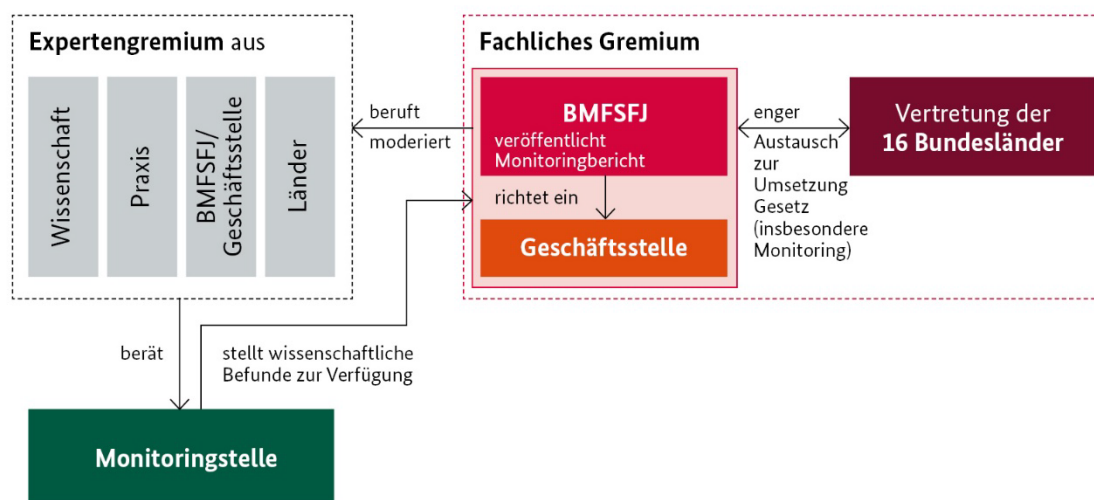 Expertengremium aus
Wissenschaft
Praxis
BMFSFJ/
Geschäftsstelle
Länder
beruft
moderiert
Fachliches Gremium
BMFSFJ
veröffentlicht
Monitoringbericht
richtet ein
Geschäftsstelle
enger
Austausch
zur
Umsetzung
Gesetz
(insbesondere
Monitoring)
Vertretung der
16 Bundesländer
berät
stellt wissenschaftliche
Befunde zur Verfügung
Monitoringstelle